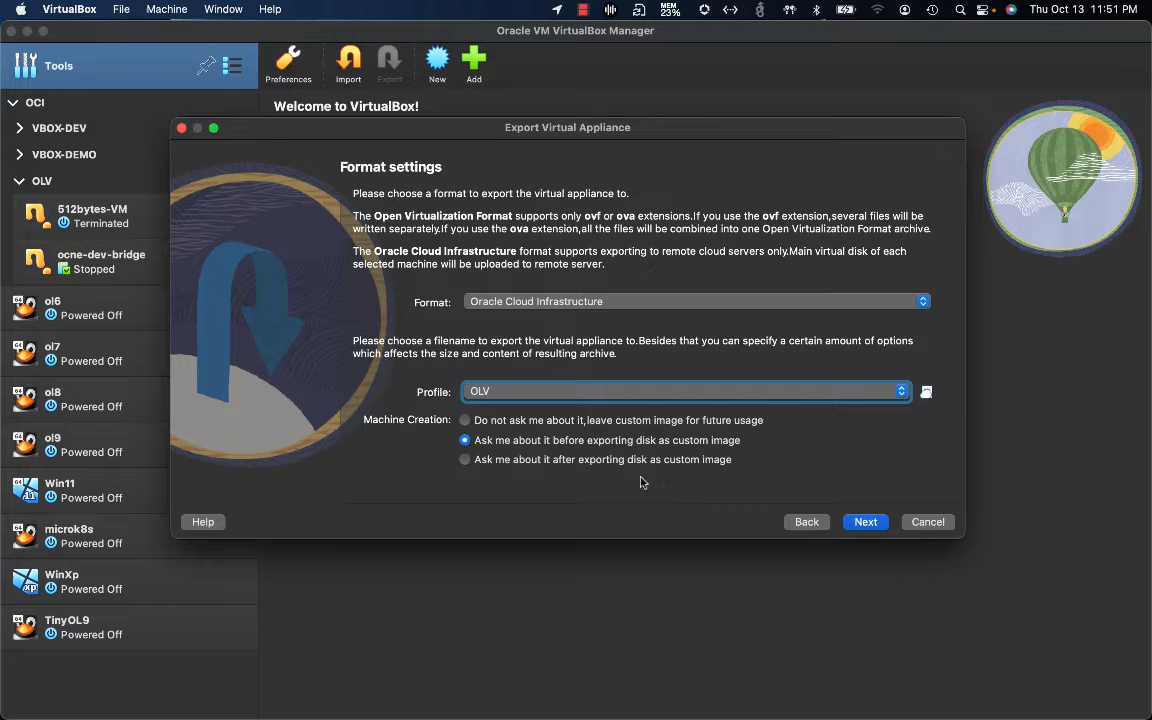 VirtualBox File Machine Window Help MEM 23% Thu Oct 13 11:51 PM
Oracle VM VirtualBox Manager
Tools
Preferences Import Export New Add
OCI
Welcome to VirtualBox!
VBOX-DEV
VBOX-DEMO
OLV
512bytes-VM
Terminated
ocne-dev-bridge
Stopped
64 ol6
Powered Off
64 ol7
Powered Off
64 ol8
Powered Off
64 ol9
Powered Off
64 11 Win11
Powered Off
64 microk8s
Powered Off
xp WinXp
Powered Off
64 TinyOL9
Powered Off
Export Virtual Appliance
Format settings
Please choose a format to export the virtual appliance to.
The Open Virtualization Format supports only ovf or ova extensions.If you use the ovf extension,several files will be
written separately.If you use the ova extension,all the files will be combined into one Open Virtualization Format archive.
The Oracle Cloud Infrastructure format supports exporting to remote cloud servers only.Main virtual disk of each
selected machine will be uploaded to remote server.
Format: Oracle Cloud Infrastructure
Please choose a filename to export the virtual appliance to.Besides that you can specify a certain amount of options
which affects the size and content of resulting archive.
Profile: OLV
Machine Creation: Do not ask me about it,leave custom image for future usage
Ask me about it before exporting disk as custom image
Ask me about it after exporting disk as custom image
Help Back Next Cancel